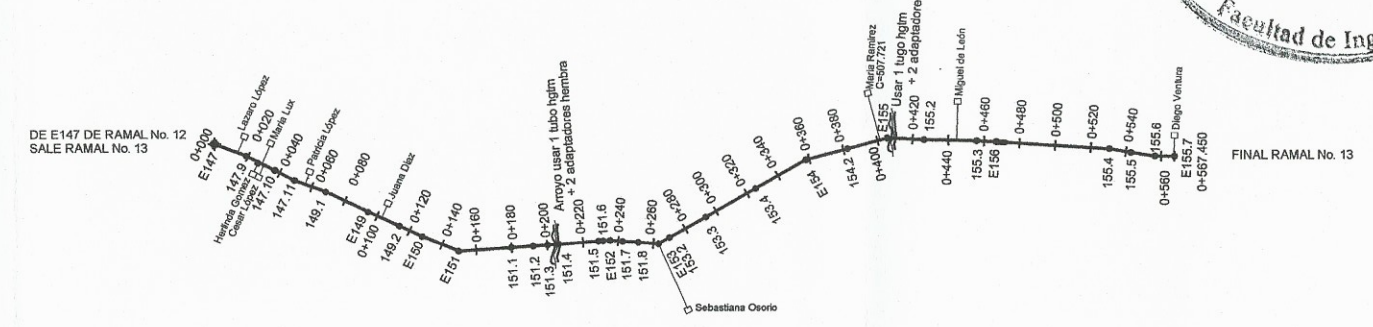 Facultad de Ing
DE E147 DE RAMAL No. 12
SALE RAMAL No. 13
0+000
E147
Lazaro López
147.9
0+020
Maria Lux
Herlinda Gomez
Cesar López
147.10
0+040
147.11
Patricia López
0+060
149.1
0+080
E149
Juana Diaz
0+100
149.2
0+120
E150
0+140
E151
0+160
0+180
151.1
151.2
0+200
151.3
Arroyo usar 1 tubo hgtm
+ 2 adaptadores hembra
151.4
0+220
151.5
151.6
E152
0+240
151.7
151.8
0+260
Sebastiana Osorio
E153
0+280
153.2
0+300
153.3
0+320
0+340
153.4
0+360
E154
0+380
154.2
0+400
Maria Ramirez
C=507.721
E155
Usar 1 tugo hgtm
+ 2 adaptadores
0+420
155.2
0+440
Miguel de León
155.3
0+460
E156
0+480
0+500
0+520
155.4
0+540
155.5
155.6
0+560
Diego Ventura
E155.7
0+567.450
FINAL RAMAL No. 13